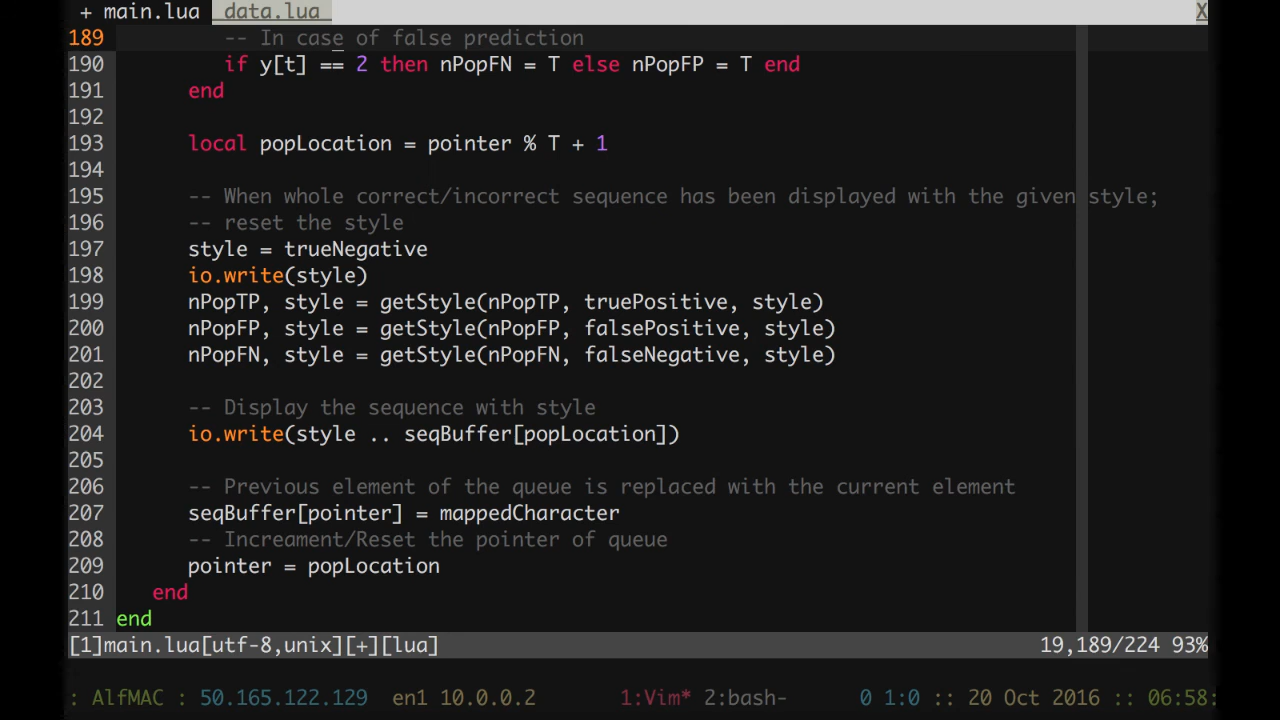 + main.lua data.lua X
189 -- In case of false prediction
190 if y[t] == 2 then nPopFN = T else nPopFP = T end
191 end
192
193 local popLocation = pointer % T + 1
194
195 -- When whole correct/incorrect sequence has been displayed with the given style;
196 -- reset the style
197 style = trueNegative
198 io.write(style)
199 nPopTP, style = getStyle(nPopTP, truePositive, style)
200 nPopFP, style = getStyle(nPopFP, falsePositive, style)
201 nPopFN, style = getStyle(nPopFN, falseNegative, style)
202
203 -- Display the sequence with style
204 io.write(style .. seqBuffer[popLocation])
205
206 -- Previous element of the queue is replaced with the current element
207 seqBuffer[pointer] = mappedCharacter
208 -- Increament/Reset the pointer of queue
209 pointer = popLocation
210 end
211 end
[1]main.lua[utf-8,unix][+][lua] 19,189/224 93%
: AlfMAC : 50.165.122.129 en1 10.0.0.2 1:Vim* 2:bash- 0 1:0 :: 20 Oct 2016 :: 06:58: